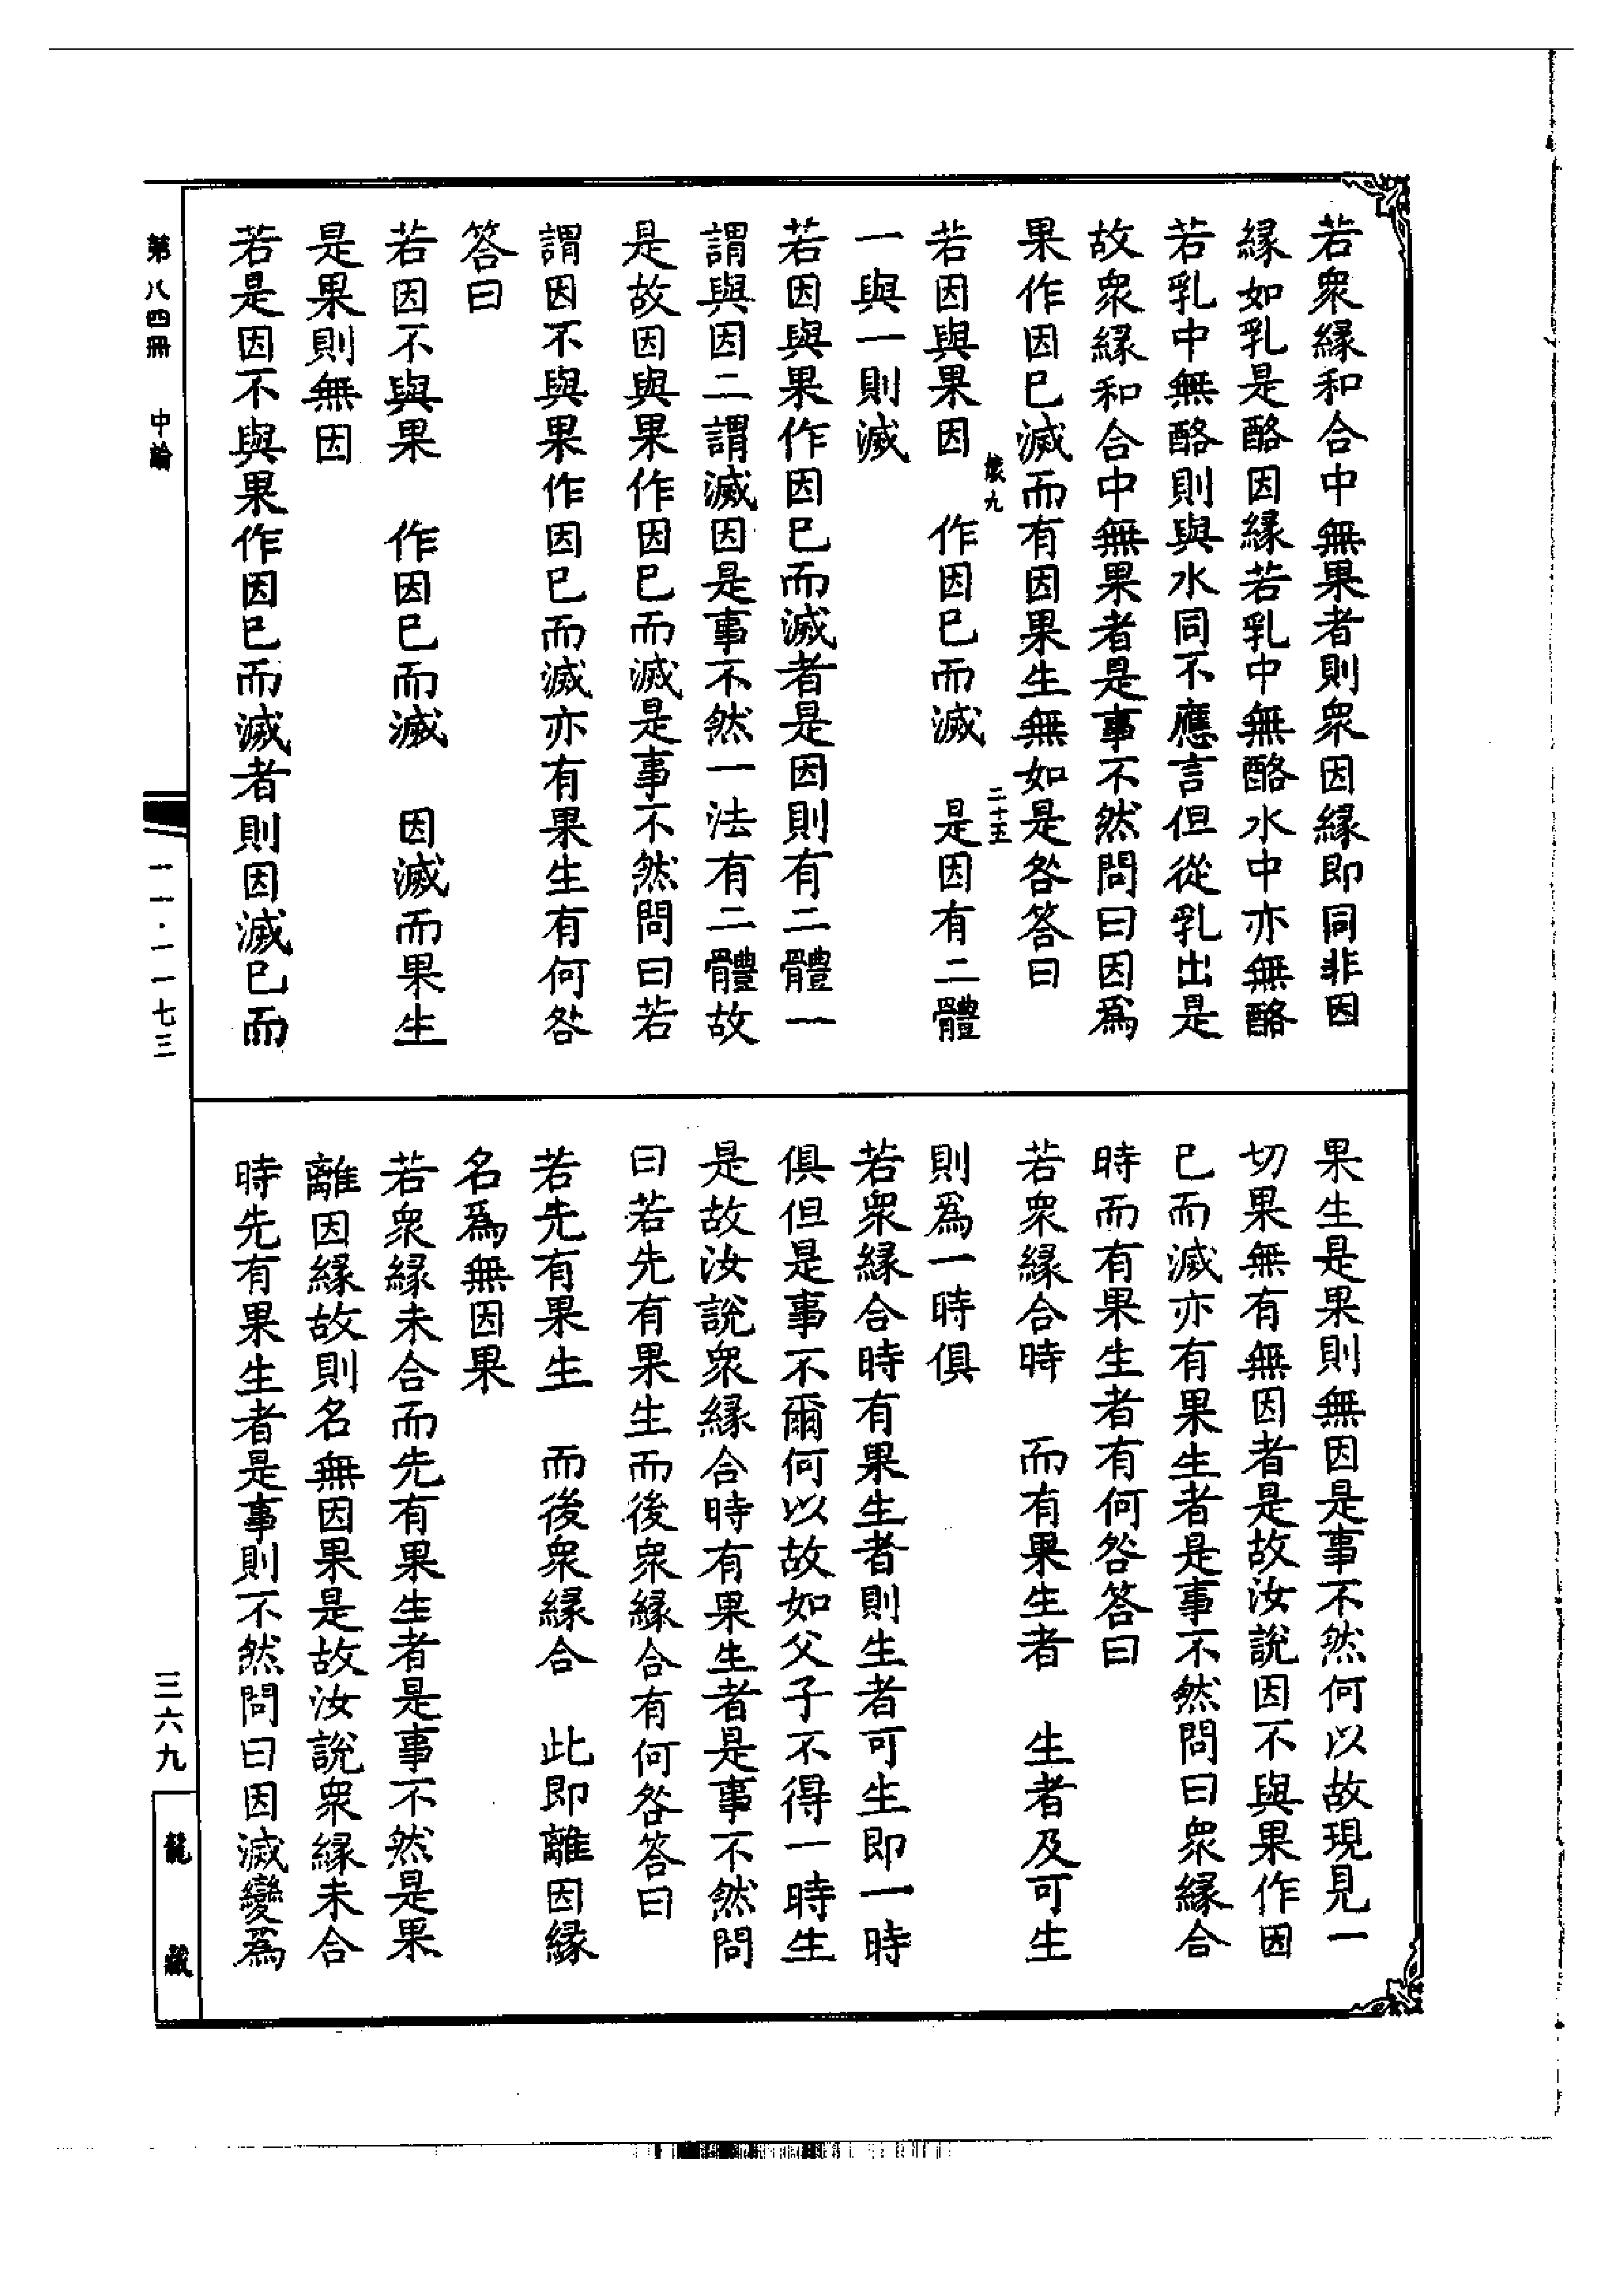 若衆緣和合中無果者則衆因緣即同非因
緣如乳是酪因緣若乳中無酪水中亦無酪
若乳中無酪則與水同不應言但從乳出是
故衆緣和合中無果者是事不然問曰因爲
果作因已滅而有因果生無如是咎答曰
二十五
若因與果因　作因已而滅　是因有二體
一與一則滅
若因與果作因已而滅者是因則有二體一
謂與因二謂滅因是事不然一法有二體故
是故因與果作因已而滅是事不然問曰若
謂因不與果作因已而滅亦有果生有何咎
答曰
若因不與果　作因已而滅　因滅而果生
是果則無因
若是因不與果作因已而滅者則因滅已而
果生是果則無因是事不然何以故現見一
切果無有無因者是故汝說因不與果作因
已而滅亦有果生者是事不然問曰衆緣合
時而有果生者有何咎答曰
若衆緣合時　而有果生者　生者及可生
則爲一時俱
若衆緣合時有果生者則生者可生即一時
俱但是事不爾何以故如父子不得一時生
是故汝說衆緣合時有果生者是事不然問
曰若先有果生而後衆緣合有何咎答曰
若先有果生　而後衆緣合　此即離因緣
名爲無因果
若衆緣未合而先有果生者是事不然是果
離因緣故則名無因果是故汝說衆緣未合
時先有果生者是事則不然問曰因滅變爲
第八四冊　中論
一一·一一七三
三六九
龍藏